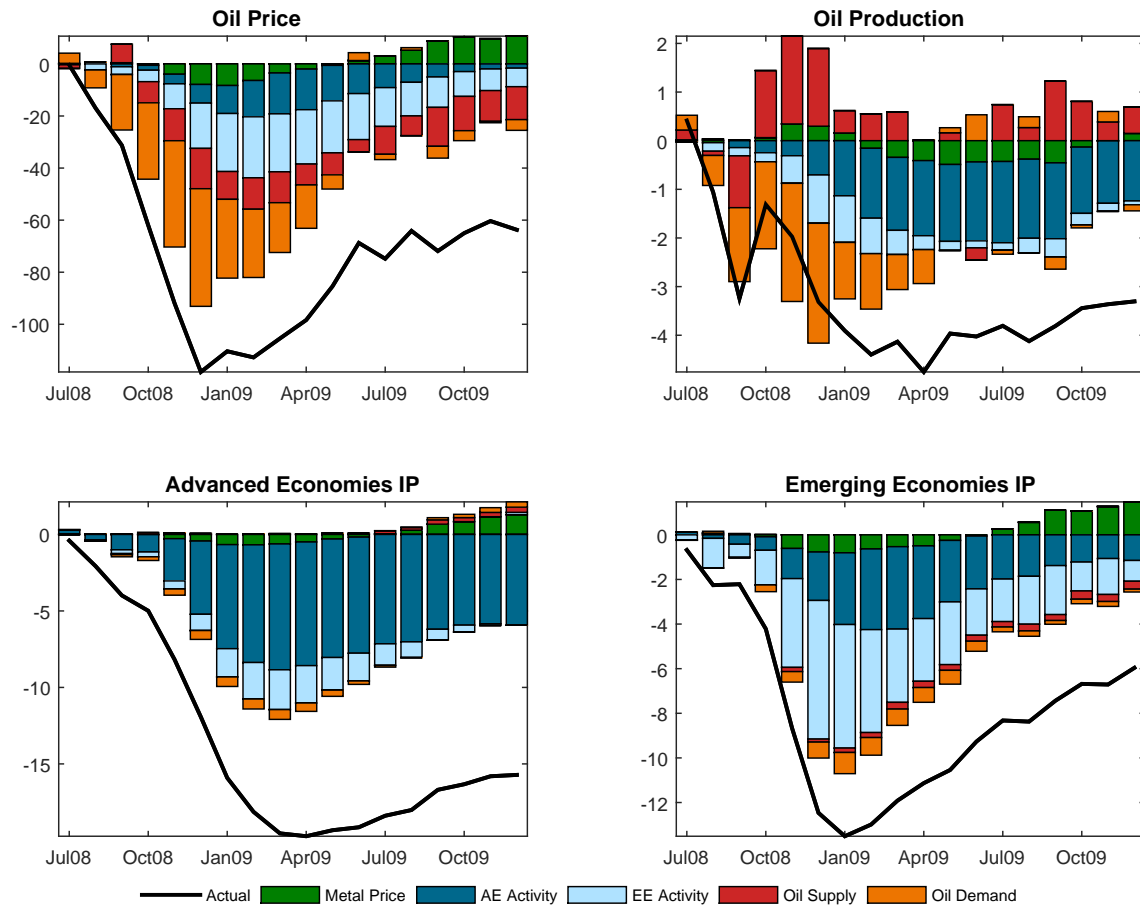 Oil Price
0
-20
-40
-60
-80
-100
Jul08 Oct08 Jan09 Apr09 Jul09 Oct09
Oil Production
2
1
0
-1
-2
-3
-4
Jul08 Oct08 Jan09 Apr09 Jul09 Oct09
Advanced Economies IP
0
-5
-10
-15
Jul08 Oct08 Jan09 Apr09 Jul09 Oct09
Emerging Economies IP
0
-2
-4
-6
-8
-10
-12
Jul08 Oct08 Jan09 Apr09 Jul09 Oct09
Actual Metal Price AE Activity EE Activity Oil Supply Oil Demand